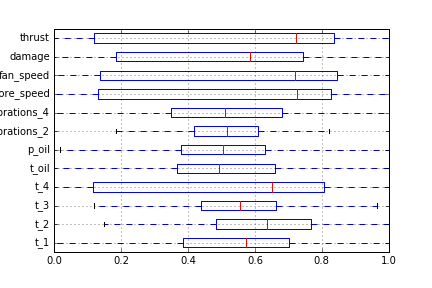 thrust
damage
fan_speed
ore_speed
orations_4
orations_2
p_oil
t_oil
t_4
t_3
t_2
t_1
0.0 0.2 0.4 0.6 0.8 1.0